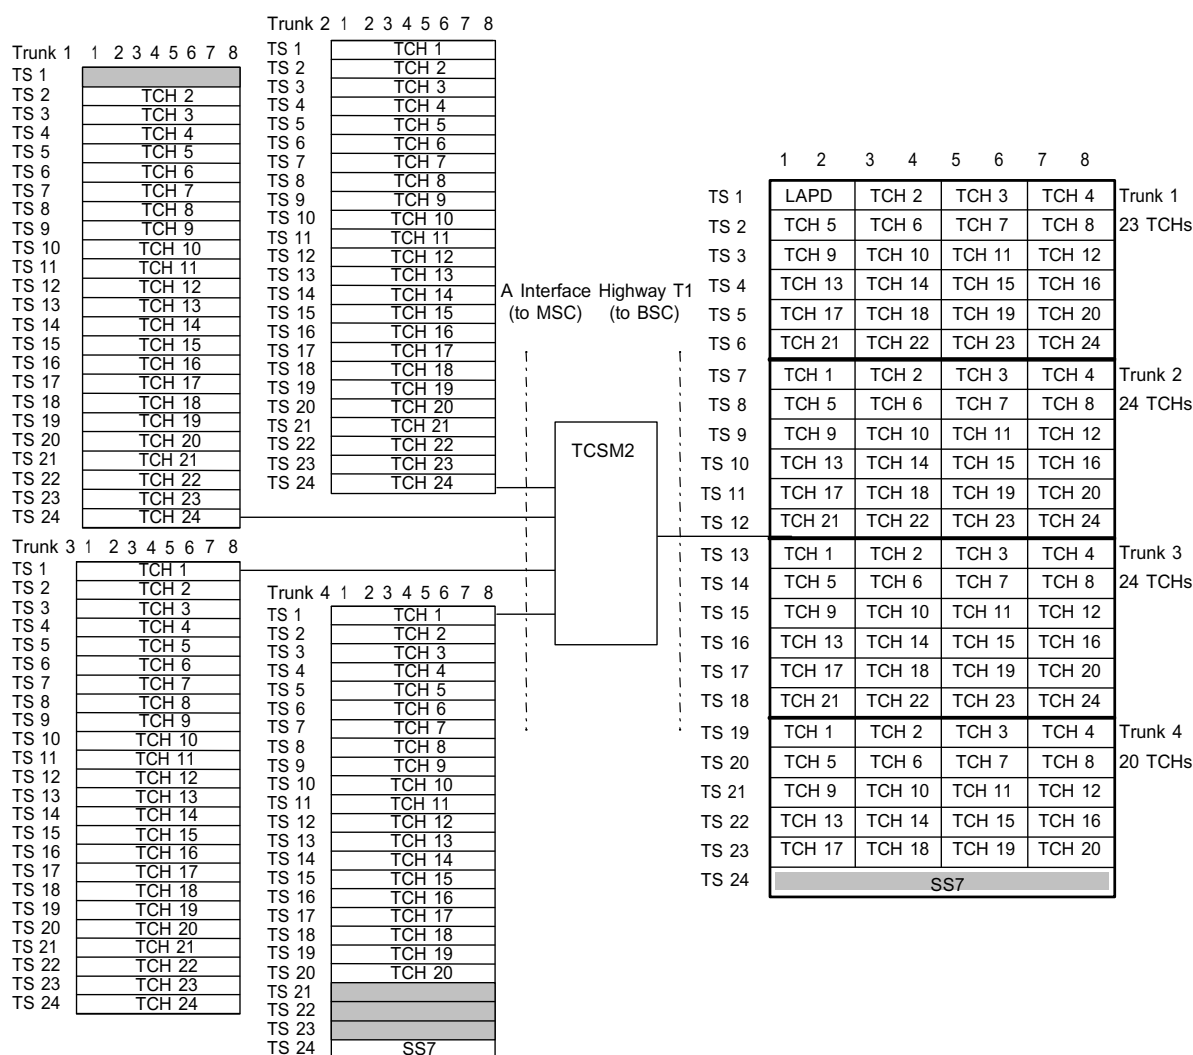 Trunk 1 1 2 3 4 5 6 7 8
TS 1
TS 2 TCH 2
TS 3 TCH 3
TS 4 TCH 4
TS 5 TCH 5
TS 6 TCH 6
TS 7 TCH 7
TS 8 TCH 8
TS 9 TCH 9
TS 10 TCH 10
TS 11 TCH 11
TS 12 TCH 12
TS 13 TCH 13
TS 14 TCH 14
TS 15 TCH 15
TS 16 TCH 16
TS 17 TCH 17
TS 18 TCH 18
TS 19 TCH 19
TS 20 TCH 20
TS 21 TCH 21
TS 22 TCH 22
TS 23 TCH 23
TS 24 TCH 24
Trunk 2 1 2 3 4 5 6 7 8
TS 1 TCH 1
TS 2 TCH 2
TS 3 TCH 3
TS 4 TCH 4
TS 5 TCH 5
TS 6 TCH 6
TS 7 TCH 7
TS 8 TCH 8
TS 9 TCH 9
TS 10 TCH 10
TS 11 TCH 11
TS 12 TCH 12
TS 13 TCH 13
TS 14 TCH 14
TS 15 TCH 15
TS 16 TCH 16
TS 17 TCH 17
TS 18 TCH 18
TS 19 TCH 19
TS 20 TCH 20
TS 21 TCH 21
TS 22 TCH 22
TS 23 TCH 23
TS 24 TCH 24
Trunk 3 1 2 3 4 5 6 7 8
TS 1 TCH 1
TS 2 TCH 2
TS 3 TCH 3
TS 4 TCH 4
TS 5 TCH 5
TS 6 TCH 6
TS 7 TCH 7
TS 8 TCH 8
TS 9 TCH 9
TS 10 TCH 10
TS 11 TCH 11
TS 12 TCH 12
TS 13 TCH 13
TS 14 TCH 14
TS 15 TCH 15
TS 16 TCH 16
TS 17 TCH 17
TS 18 TCH 18
TS 19 TCH 19
TS 20 TCH 20
TS 21 TCH 21
TS 22 TCH 22
TS 23 TCH 23
TS 24 TCH 24
Trunk 4 1 2 3 4 5 6 7 8
TS 1 TCH 1
TS 2 TCH 2
TS 3 TCH 3
TS 4 TCH 4
TS 5 TCH 5
TS 6 TCH 6
TS 7 TCH 7
TS 8 TCH 8
TS 9 TCH 9
TS 10 TCH 10
TS 11 TCH 11
TS 12 TCH 12
TS 13 TCH 13
TS 14 TCH 14
TS 15 TCH 15
TS 16 TCH 16
TS 17 TCH 17
TS 18 TCH 18
TS 19 TCH 19
TS 20 TCH 20
TS 21
TS 22
TS 23
TS 24 SS7
A Interface Highway T1
(to MSC) (to BSC)
TCSM2
1 2 3 4 5 6 7 8
TS 1 LAPD TCH 2 TCH 3 TCH 4 Trunk 1
TS 2 TCH 5 TCH 6 TCH 7 TCH 8 23 TCHs
TS 3 TCH 9 TCH 10 TCH 11 TCH 12
TS 4 TCH 13 TCH 14 TCH 15 TCH 16
TS 5 TCH 17 TCH 18 TCH 19 TCH 20
TS 6 TCH 21 TCH 22 TCH 23 TCH 24
TS 7 TCH 1 TCH 2 TCH 3 TCH 4 Trunk 2
TS 8 TCH 5 TCH 6 TCH 7 TCH 8 24 TCHs
TS 9 TCH 9 TCH 10 TCH 11 TCH 12
TS 10 TCH 13 TCH 14 TCH 15 TCH 16
TS 11 TCH 17 TCH 18 TCH 19 TCH 20
TS 12 TCH 21 TCH 22 TCH 23 TCH 24
TS 13 TCH 1 TCH 2 TCH 3 TCH 4 Trunk 3
TS 14 TCH 5 TCH 6 TCH 7 TCH 8 24 TCHs
TS 15 TCH 9 TCH 10 TCH 11 TCH 12
TS 16 TCH 13 TCH 14 TCH 15 TCH 16
TS 17 TCH 17 TCH 18 TCH 19 TCH 20
TS 18 TCH 21 TCH 22 TCH 23 TCH 24
TS 19 TCH 1 TCH 2 TCH 3 TCH 4 Trunk 4
TS 20 TCH 5 TCH 6 TCH 7 TCH 8 20 TCHs
TS 21 TCH 9 TCH 10 TCH 11 TCH 12
TS 22 TCH 13 TCH 14 TCH 15 TCH 16
TS 23 TCH 17 TCH 18 TCH 19 TCH 20
TS 24 SS7